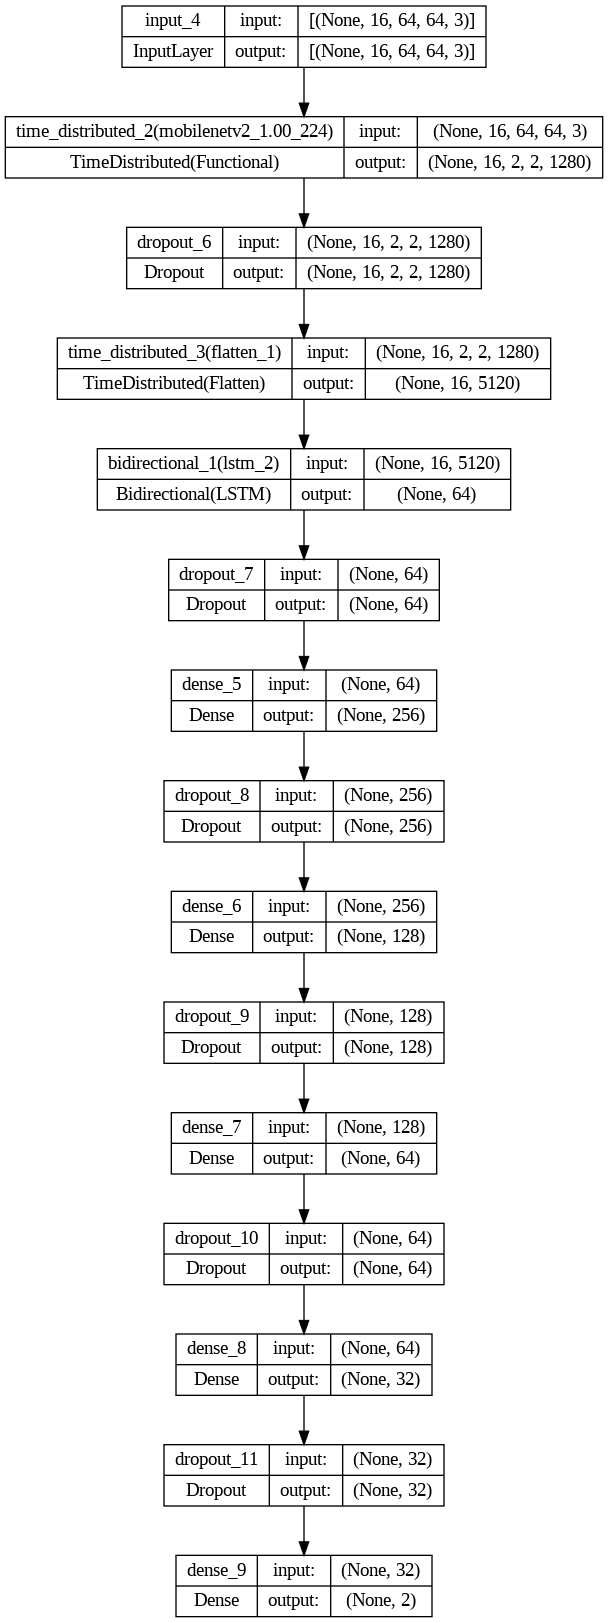 input_4 input: [(None, 16, 64, 64, 3)]
InputLayer output: [(None, 16, 64, 64, 3)]
time_distributed_2(mobilenetv2_1.00_224) input: (None, 16, 64, 64, 3)
TimeDistributed(Functional) output: (None, 16, 2, 2, 1280)
dropout_6 input: (None, 16, 2, 2, 1280)
Dropout output: (None, 16, 2, 2, 1280)
time_distributed_3(flatten_1) input: (None, 16, 2, 2, 1280)
TimeDistributed(Flatten) output: (None, 16, 5120)
bidirectional_1(lstm_2) input: (None, 16, 5120)
Bidirectional(LSTM) output: (None, 64)
dropout_7 input: (None, 64)
Dropout output: (None, 64)
dense_5 input: (None, 64)
Dense output: (None, 256)
dropout_8 input: (None, 256)
Dropout output: (None, 256)
dense_6 input: (None, 256)
Dense output: (None, 128)
dropout_9 input: (None, 128)
Dropout output: (None, 128)
dense_7 input: (None, 128)
Dense output: (None, 64)
dropout_10 input: (None, 64)
Dropout output: (None, 64)
dense_8 input: (None, 64)
Dense output: (None, 32)
dropout_11 input: (None, 32)
Dropout output: (None, 32)
dense_9 input: (None, 32)
Dense output: (None, 2)